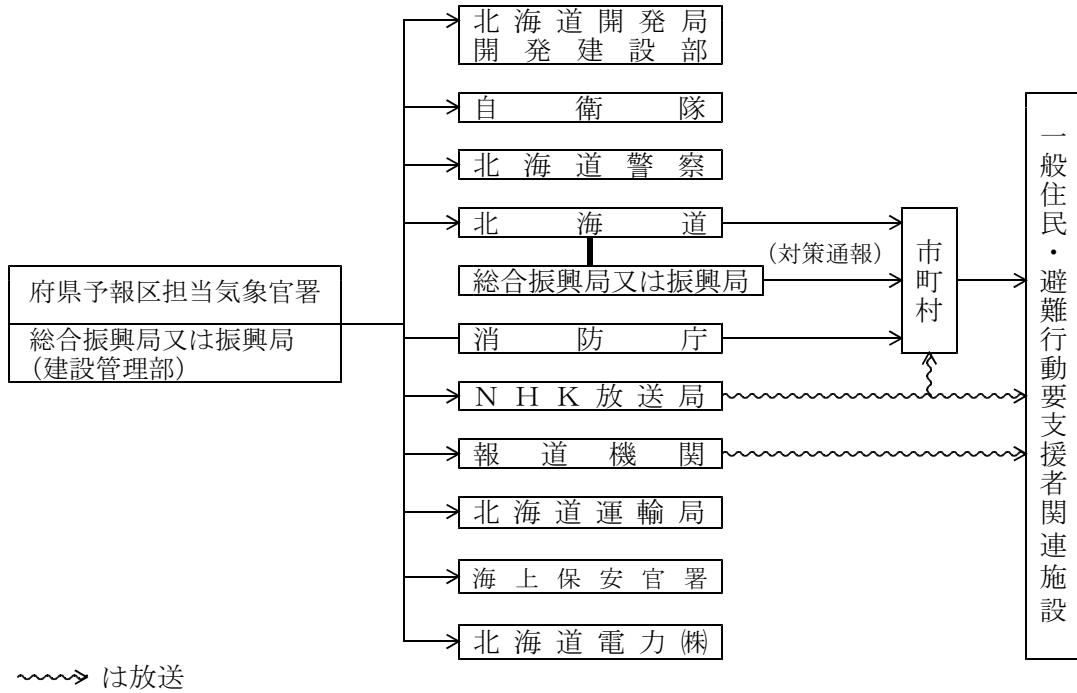 北海道開発局
開発建設部
自衛隊
北海道警察
北海道
(対策通報)
総合振興局又は振興局
府県予報区担当気象官署
総合振興局又は振興局
(建設管理部)
消防庁
NHK放送局
報道機関
北海道運輸局
海上保安官署
北海道電力㈱
市町村
一般住民・避難行動要支援者関連施設
は放送